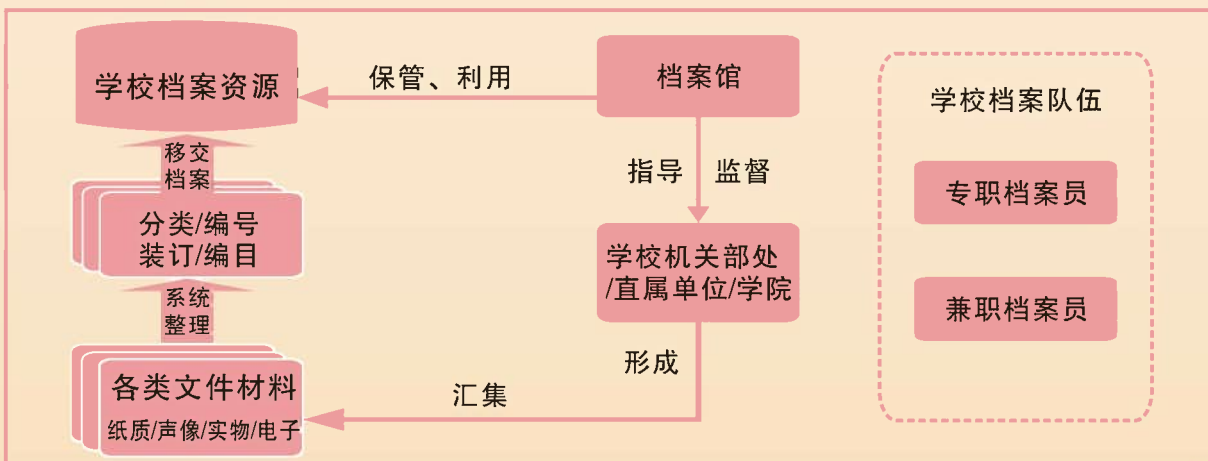 学校档案资源
保管、利用
档案馆
学校档案队伍
移交
档案
指导 监督
专职档案员
分类/编号
装订/编目
学校机关部处
/直属单位/学院
系统
整理
兼职档案员
形成
各类文件材料
汇集
纸质/声像/实物/电子